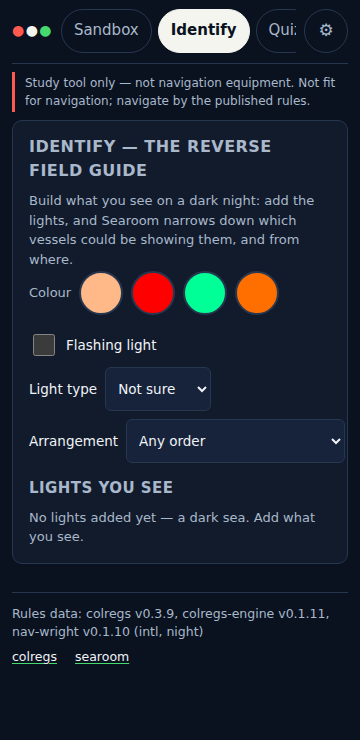 Sandbox Identify Quiz
Study tool only — not navigation equipment. Not fit
for navigation; navigate by the published rules.
IDENTIFY — THE REVERSE
FIELD GUIDE
Build what you see on a dark night: add the
lights, and Searoom narrows down which
vessels could be showing them, and from
where.
Colour
Flashing light
Light type Not sure
Arrangement Any order
LIGHTS YOU SEE
No lights added yet — a dark sea. Add what
you see.
Rules data: colregs v0.3.9, colregs-engine v0.1.11,
nav-wright v0.1.10 (intl, night)
colregs searoom